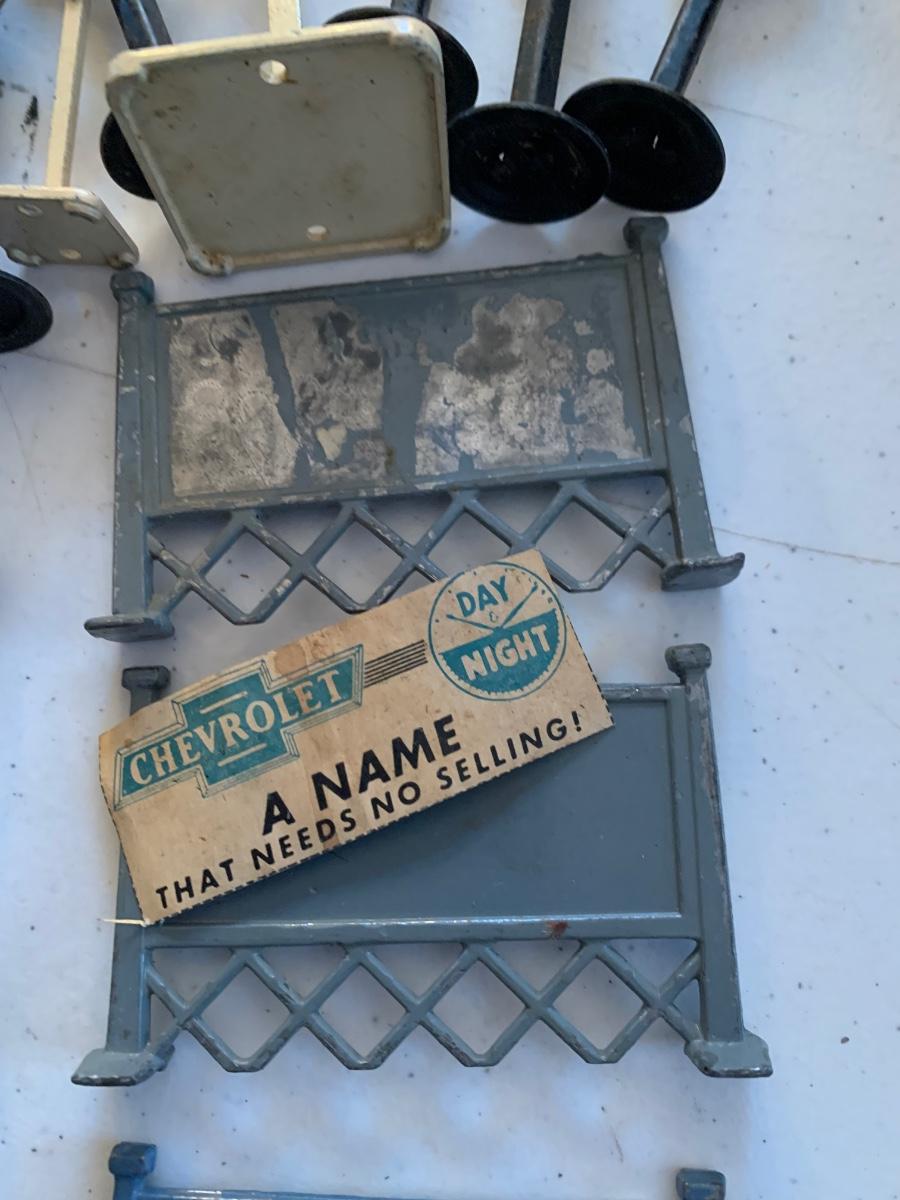 CHEVROLET
DAY
&
NIGHT
A NAME
THAT NEEDS NO SELLING!